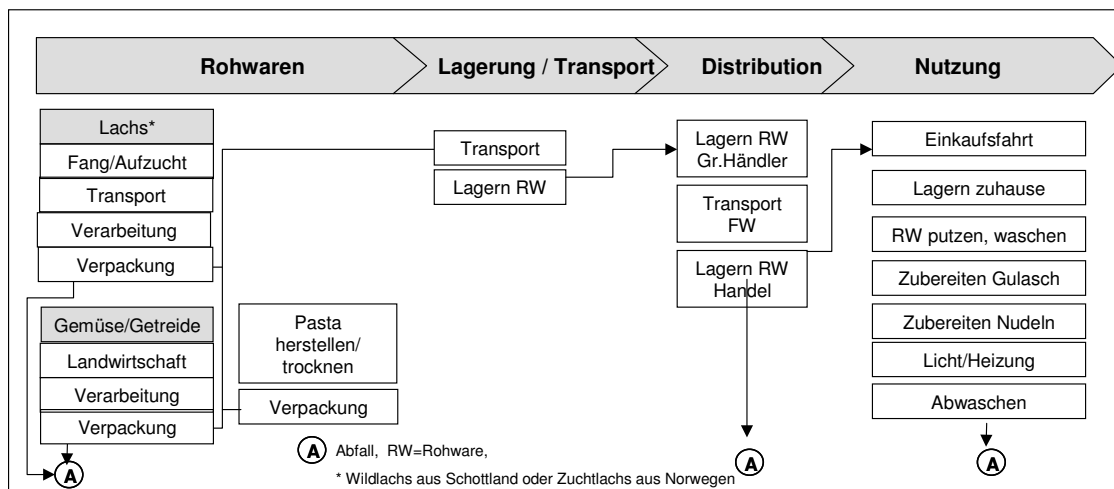 Rohwaren
Lagerung / Transport
Distribution
Nutzung
Lachs*
Fang/Aufzucht
Transport
Verarbeitung
Verpackung
Gemüse/Getreide
Landwirtschaft
Verarbeitung
Verpackung
A
Pasta
herstellen/
trocknen
Verpackung
Transport
Lagern RW
Lagern RW
Gr.Händler
Transport
FW
Lagern RW
Handel
A
Einkaufsfahrt
Lagern zuhause
RW putzen, waschen
Zubereiten Gulasch
Zubereiten Nudeln
Licht/Heizung
Abwaschen
A
A Abfall, RW=Rohware,
* Wildlachs aus Schottland oder Zuchtlachs aus Norwegen